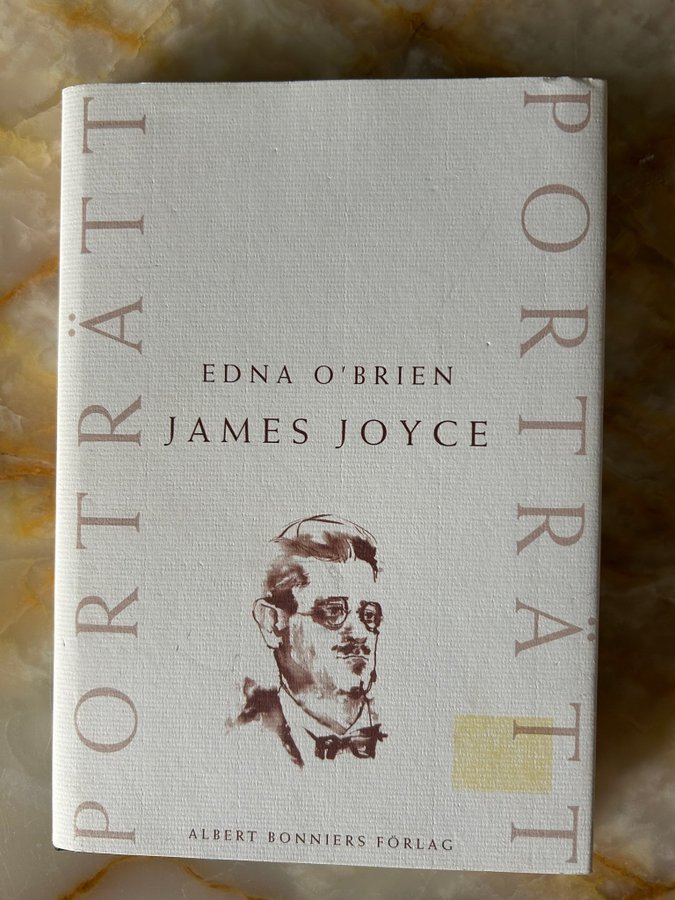 PORTRÄTT
PORTRÄTT
EDNA O'BRIEN
JAMES JOYCE
ALBERT BONNIERS FÖRLAG